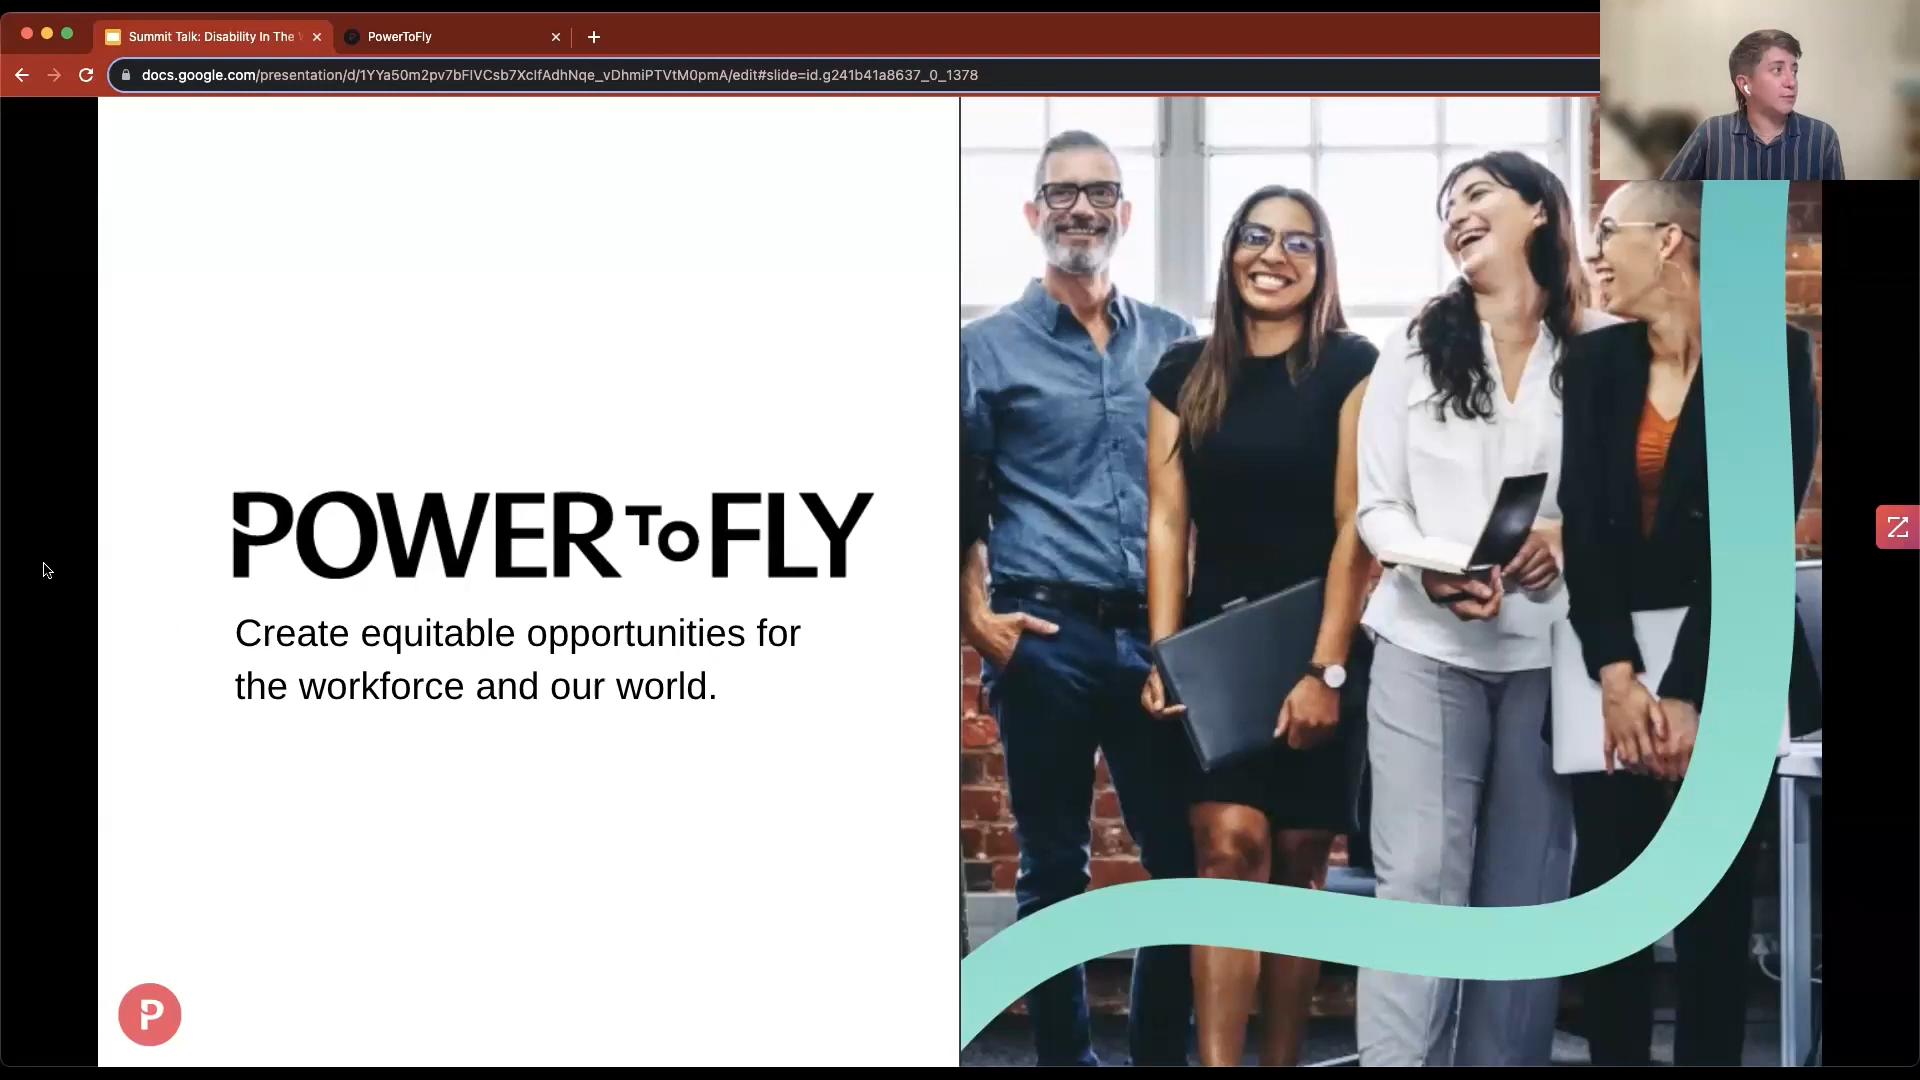 Summit Talk: Disability In The
PowerToFly
docs.google.com/presentation/d/1YYa50m2pv7bFlVCsb7XclfAdhNqe_vDhmiPTVtM0pmA/edit#slide=id.g241b41a8637_0_1378
POWER TO FLY
Create equitable opportunities for
the workforce and our world.
P